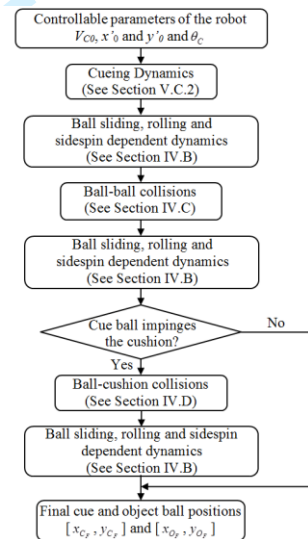 Controllable parameters of the robot
V_C0, x'_0 and y'_0 and θ_C
Cueing Dynamics
(See Section V.C.2)
Ball sliding, rolling and
sidespin dependent dynamics
(See Section IV.B)
Ball-ball collisions
(See Section IV.C)
Ball sliding, rolling and
sidespin dependent dynamics
(See Section IV.B)
Cue ball impinges
the cushion?
No
Yes
Ball-cushion collisions
(See Section IV.D)
Ball sliding, rolling and sidespin
dependent dynamics
(See Section IV.B)
Final cue and object ball positions
[x_CF, y_CF] and [x_OF, y_OF]